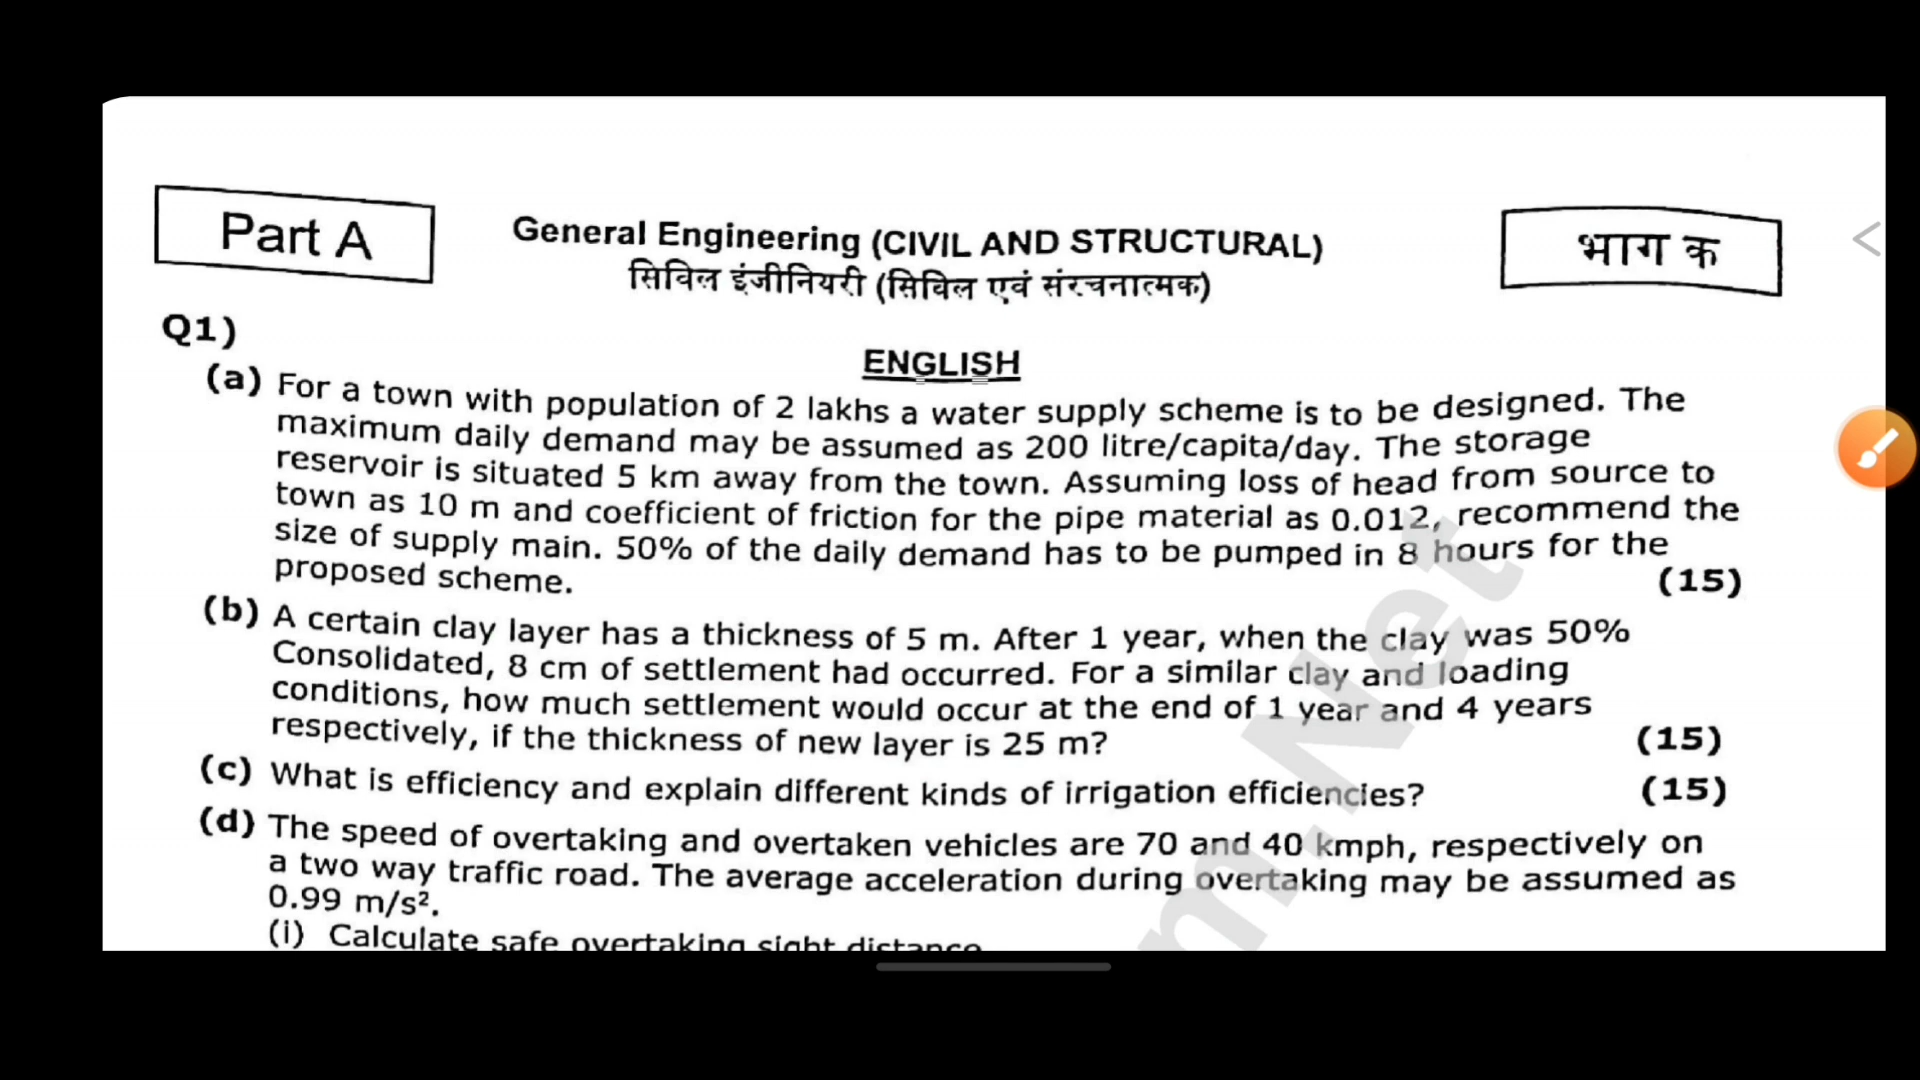 Part A
General Engineering (CIVIL AND STRUCTURAL)
भाग क
सिविल इंजीनियरी (सिविल एवं संरचनात्मक)
Q1)
ENGLISH
(a) For a town with population of 2 lakhs a water supply scheme is to be designed. The
maximum daily demand may be assumed as 200 litre/capita/day. The storage
reservoir is situated 5 km away from the town. Assuming loss of head from source to
town as 10 m and coefficient of friction for the pipe material as 0.012, recommend the
size of supply main. 50% of the daily demand has to be pumped in 8 hours for the
proposed scheme. (15)
(b) A certain clay layer has a thickness of 5 m. After 1 year, when the clay was 50%
Consolidated, 8 cm of settlement had occurred. For a similar clay and loading
conditions, how much settlement would occur at the end of 1 year and 4 years
respectively, if the thickness of new layer is 25 m? (15)
(c) What is efficiency and explain different kinds of irrigation efficiencies? (15)
(d) The speed of overtaking and overtaken vehicles are 70 and 40 kmph, respectively on
a two way traffic road. The average acceleration during overtaking may be assumed as
0.99 m/s².
(i) Calculate safe overtaking sight distance
m.Net